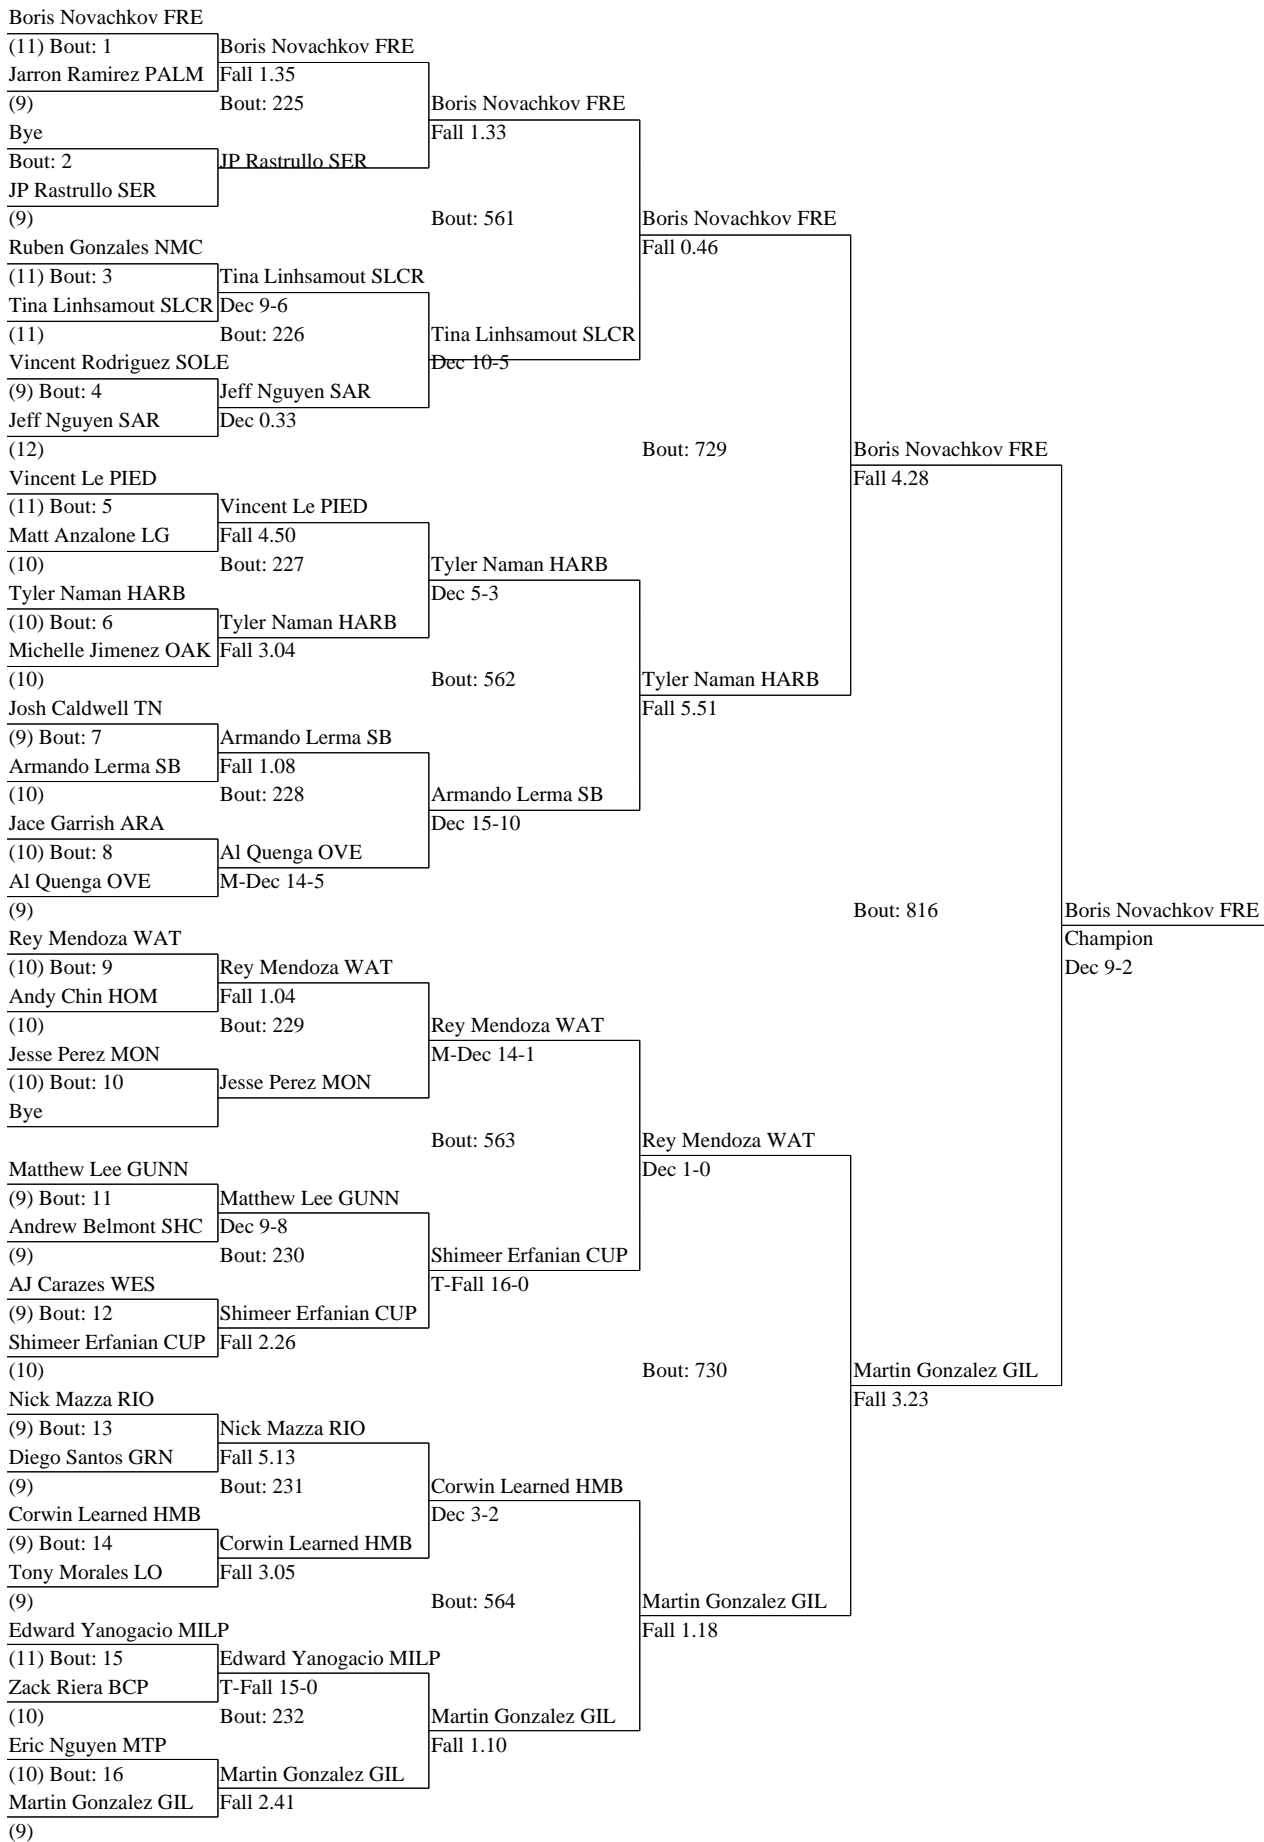 Boris Novachkov FRE
(11) Bout: 1 Boris Novachkov FRE
Jarron Ramirez PALM Fall 1.35
(9) Bout: 225 Boris Novachkov FRE
Bye Fall 1.33
Bout: 2 JP Rastrullo SER
JP Rastrullo SER
(9) Bout: 561 Boris Novachkov FRE
Ruben Gonzales NMC Fall 0.46
(11) Bout: 3 Tina Linhsamout SLCR
Tina Linhsamout SLCR Dec 9-6
(11) Bout: 226 Tina Linhsamout SLCR
Vincent Rodriguez SOLE Dec 10-5
(9) Bout: 4 Jeff Nguyen SAR
Jeff Nguyen SAR Dec 0.33
(12) Bout: 729 Boris Novachkov FRE
Vincent Le PIED Fall 4.28
(11) Bout: 5 Vincent Le PIED
Matt Anzalone LG Fall 4.50
(10) Bout: 227 Tyler Naman HARB
Tyler Naman HARB Dec 5-3
(10) Bout: 6 Tyler Naman HARB
Michelle Jimenez OAK Fall 3.04
(10) Bout: 562 Tyler Naman HARB
Josh Caldwell TN Fall 5.51
(9) Bout: 7 Armando Lerma SB
Armando Lerma SB Fall 1.08
(10) Bout: 228 Armando Lerma SB
Jace Garrish ARA Dec 15-10
(10) Bout: 8 Al Quenga OVE
Al Quenga OVE M-Dec 14-5
(9) Bout: 816 Boris Novachkov FRE
Rey Mendoza WAT Champion
(10) Bout: 9 Rey Mendoza WAT Dec 9-2
Andy Chin HOM Fall 1.04
(10) Bout: 229 Rey Mendoza WAT
Jesse Perez MON M-Dec 14-1
(10) Bout: 10 Jesse Perez MON
Bye
Bout: 563 Rey Mendoza WAT
Matthew Lee GUNN Dec 1-0
(9) Bout: 11 Matthew Lee GUNN
Andrew Belmont SHC Dec 9-8
(9) Bout: 230 Shimeer Erfanian CUP
AJ Carazes WES T-Fall 16-0
(9) Bout: 12 Shimeer Erfanian CUP
Shimeer Erfanian CUP Fall 2.26
(10) Bout: 730 Martin Gonzalez GIL
Nick Mazza RIO Fall 3.23
(9) Bout: 13 Nick Mazza RIO
Diego Santos GRN Fall 5.13
(9) Bout: 231 Corwin Learned HMB
Corwin Learned HMB Dec 3-2
(9) Bout: 14 Corwin Learned HMB
Tony Morales LO Fall 3.05
(9) Bout: 564 Martin Gonzalez GIL
Edward Yanogacio MILP Fall 1.18
(11) Bout: 15 Edward Yanogacio MILP
Zack Riera BCP T-Fall 15-0
(10) Bout: 232 Martin Gonzalez GIL
Eric Nguyen MTP Fall 1.10
(10) Bout: 16 Martin Gonzalez GIL
Martin Gonzalez GIL Fall 2.41
(9)